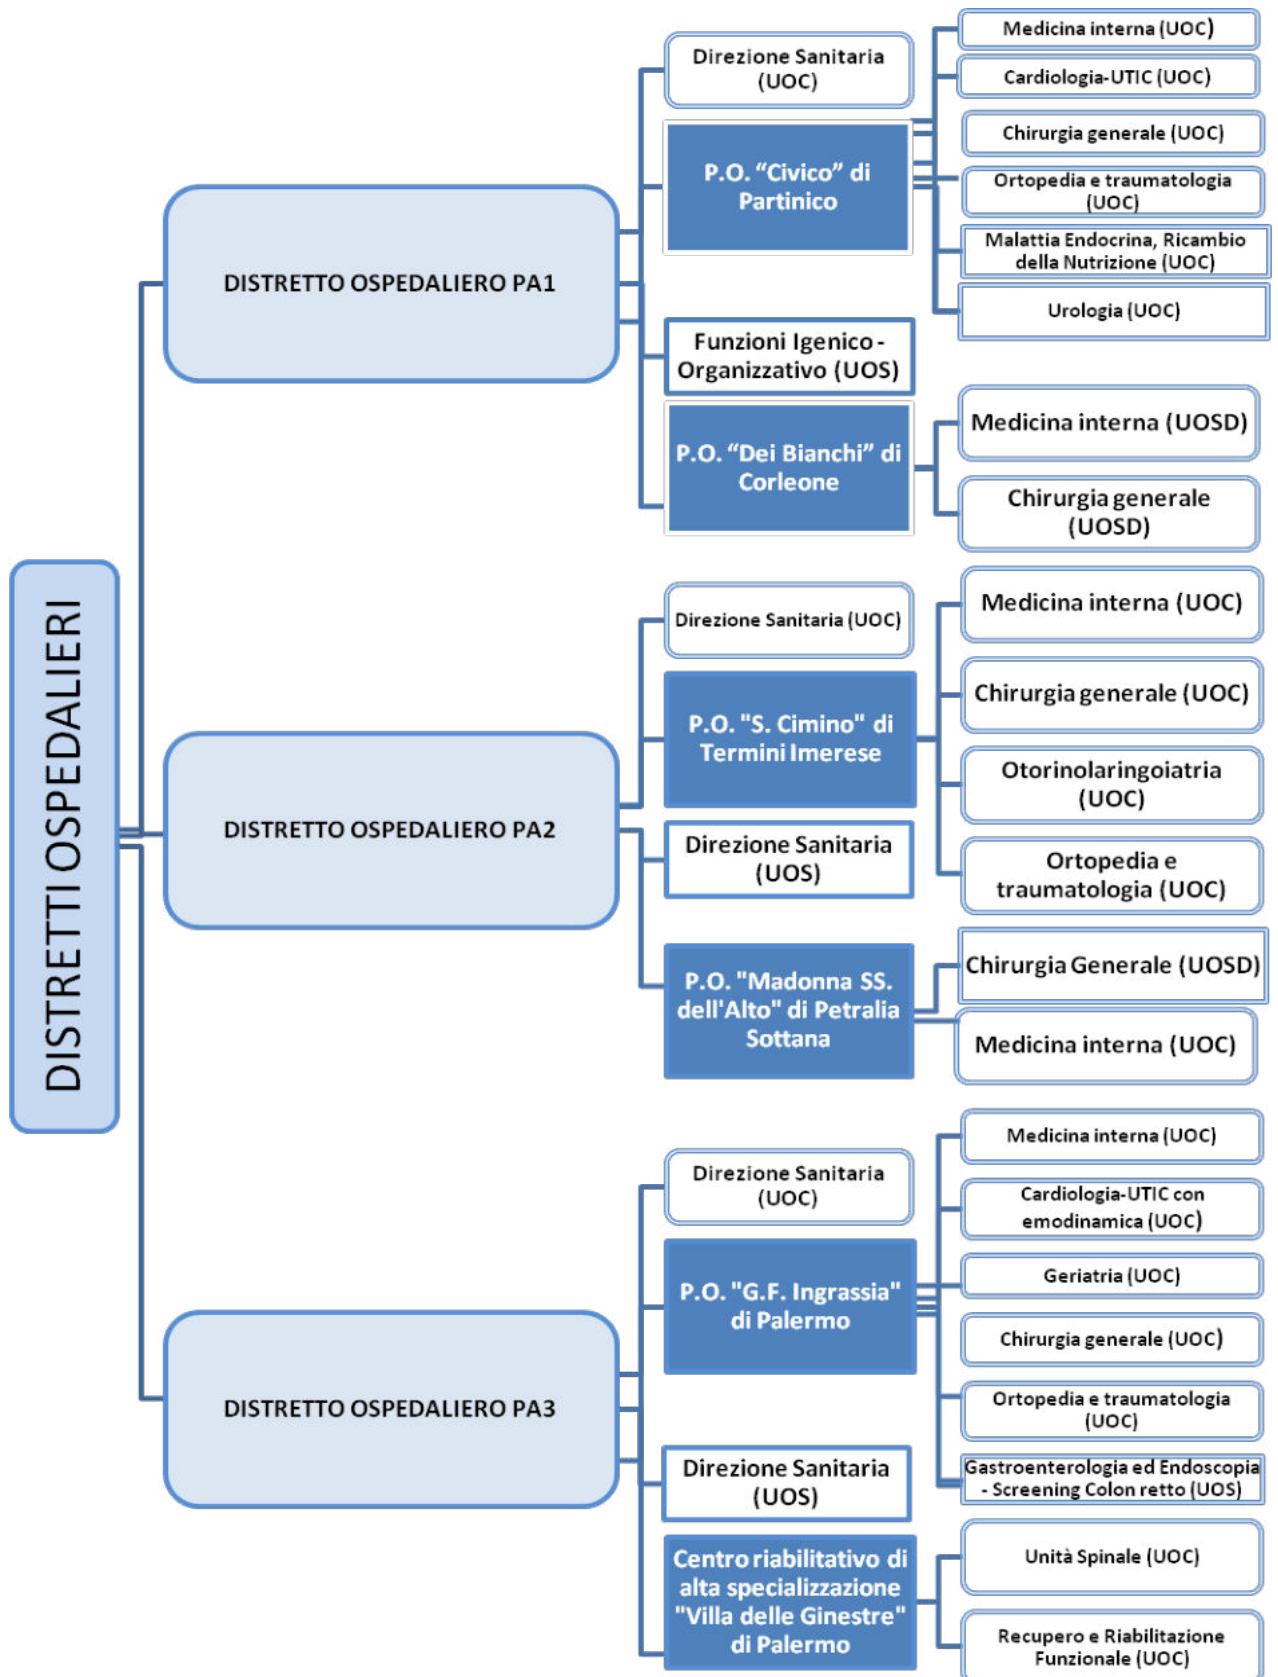 DISTRETTI OSPEDALIERI
DISTRETTO OSPEDALIERO PA1
Direzione Sanitaria
(UOC)
P.O. “Civico” di
Partinico
Medicina interna (UOC)
Cardiologia-UTIC (UOC)
Chirurgia generale (UOC)
Ortopedia e traumatologia
(UOC)
Malattia Endocrina, Ricambio
della Nutrizione (UOC)
Urologia (UOC)
Funzioni Igenico -
Organizzativo (UOS)
P.O. “Dei Bianchi” di
Corleone
Medicina interna (UOSD)
Chirurgia generale
(UOSD)
DISTRETTO OSPEDALIERO PA2
Direzione Sanitaria (UOC)
P.O. "S. Cimino" di
Termini Imerese
Medicina interna (UOC)
Chirurgia generale (UOC)
Otorinolaringoiatria
(UOC)
Ortopedia e
traumatologia (UOC)
Direzione Sanitaria
(UOS)
P.O. "Madonna SS.
dell'Alto" di Petralia
Sottana
Chirurgia Generale (UOSD)
Medicina interna (UOC)
DISTRETTO OSPEDALIERO PA3
Direzione Sanitaria
(UOC)
P.O. "G.F. Ingrassia"
di Palermo
Medicina interna (UOC)
Cardiologia-UTIC con
emodinamica (UOC)
Geriatria (UOC)
Chirurgia generale (UOC)
Ortopedia e traumatologia
(UOC)
Gastroenterologia ed Endoscopia
- Screening Colon retto (UOS)
Direzione Sanitaria
(UOS)
Centro riabilitativo di
alta specializzazione
"Villa delle Ginestre"
di Palermo
Unità Spinale (UOC)
Recupero e Riabilitazione
Funzionale (UOC)